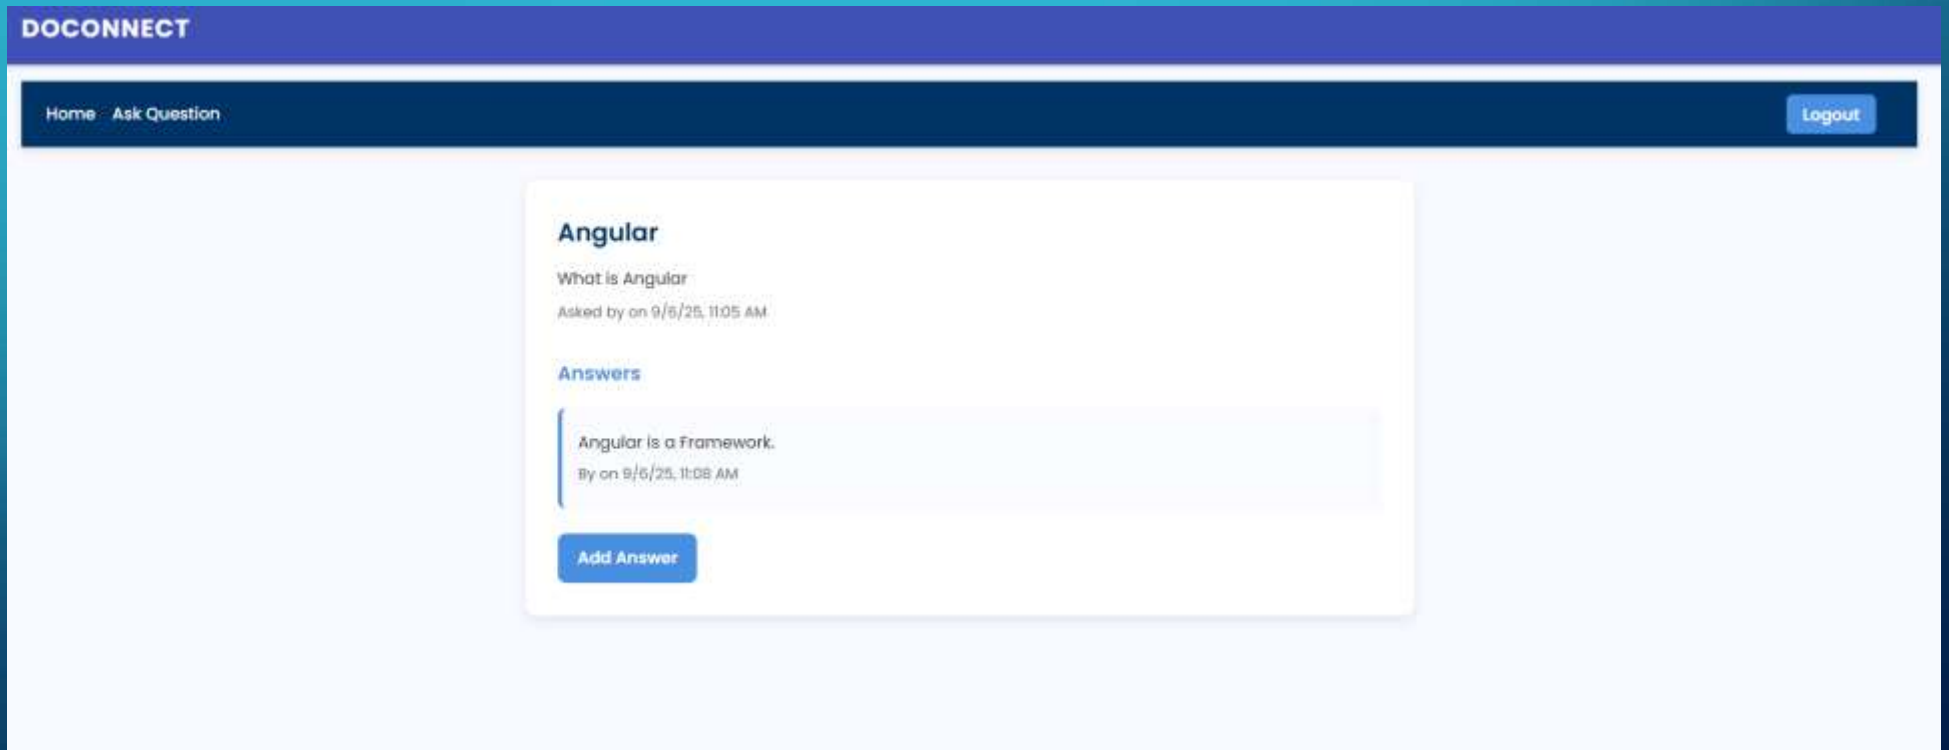 DOCONNECT
Home Ask Question
Logout
Angular
What is Angular
Asked by on 9/6/25, 11:05 AM
Answers
Angular is a Framework.
By on 9/6/25, 11:08 AM
Add Answer